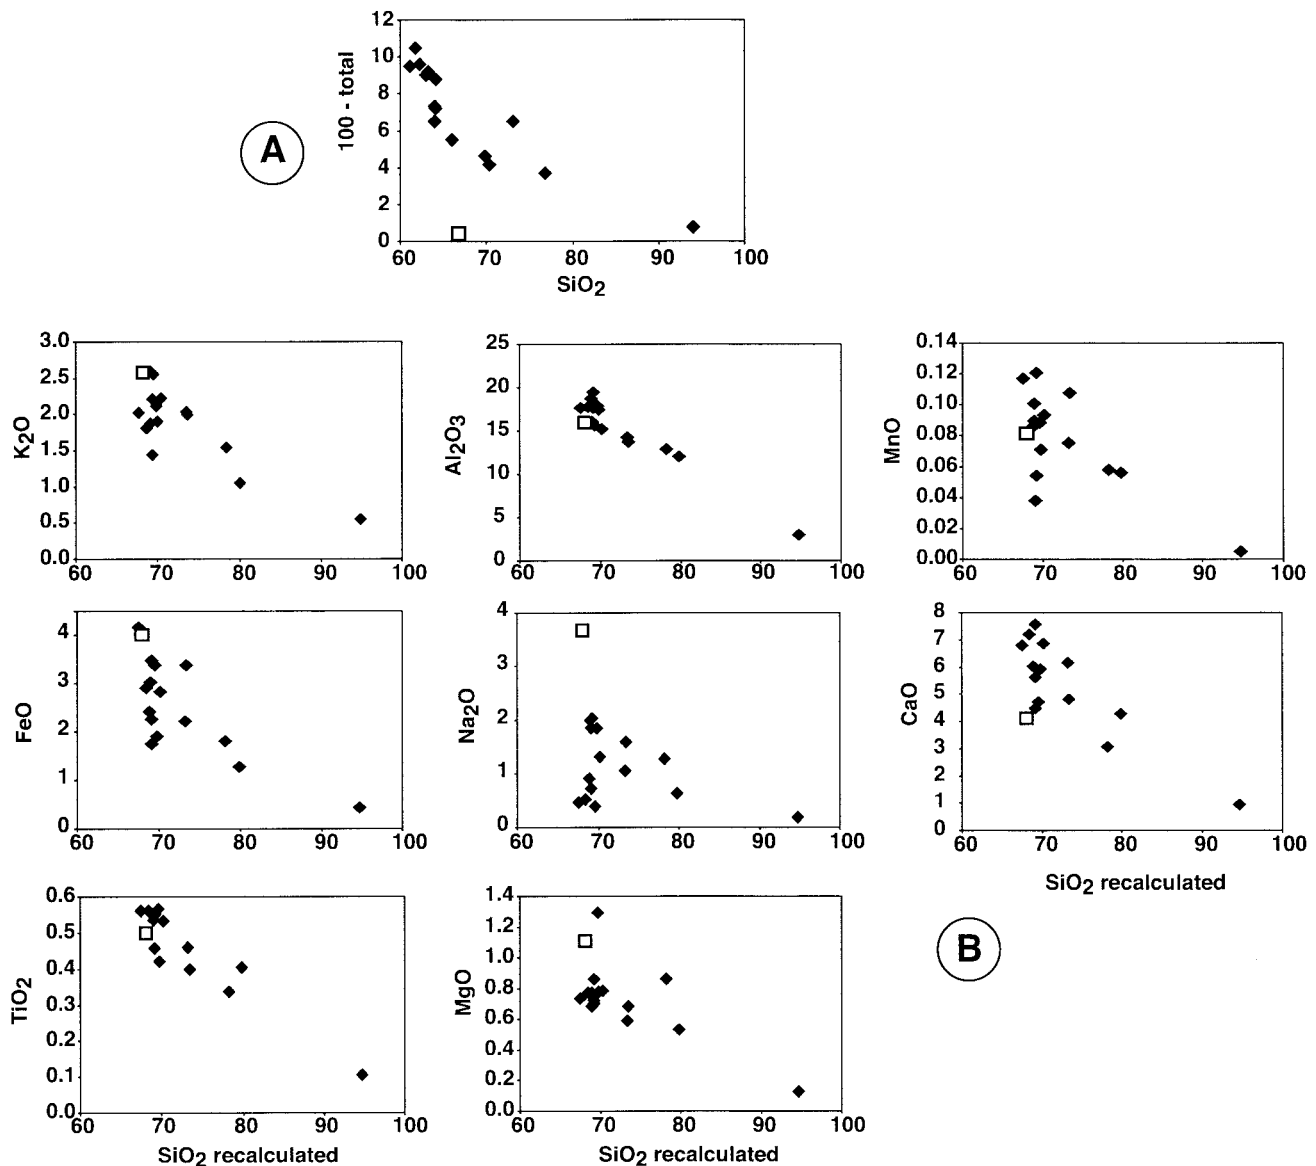 12
10
8
6
4
2
0
100 - total
60 70 80 90 100
SiO2
A
3.0
2.5
2.0
1.5
1.0
0.5
0.0
K2O
60 70 80 90 100
25
20
15
10
5
0
Al2O3
60 70 80 90 100
0.14
0.12
0.10
0.08
0.06
0.04
0.02
0.00
MnO
60 70 80 90 100
4
3
2
1
0
FeO
60 70 80 90 100
4
3
2
1
0
Na2O
60 70 80 90 100
8
7
6
5
4
3
2
1
0
CaO
60 70 80 90 100
SiO2 recalculated
0.6
0.5
0.4
0.3
0.2
0.1
0.0
TiO2
60 70 80 90 100
SiO2 recalculated
1.4
1.2
1.0
0.8
0.6
0.4
0.2
0.0
MgO
60 70 80 90 100
SiO2 recalculated
B